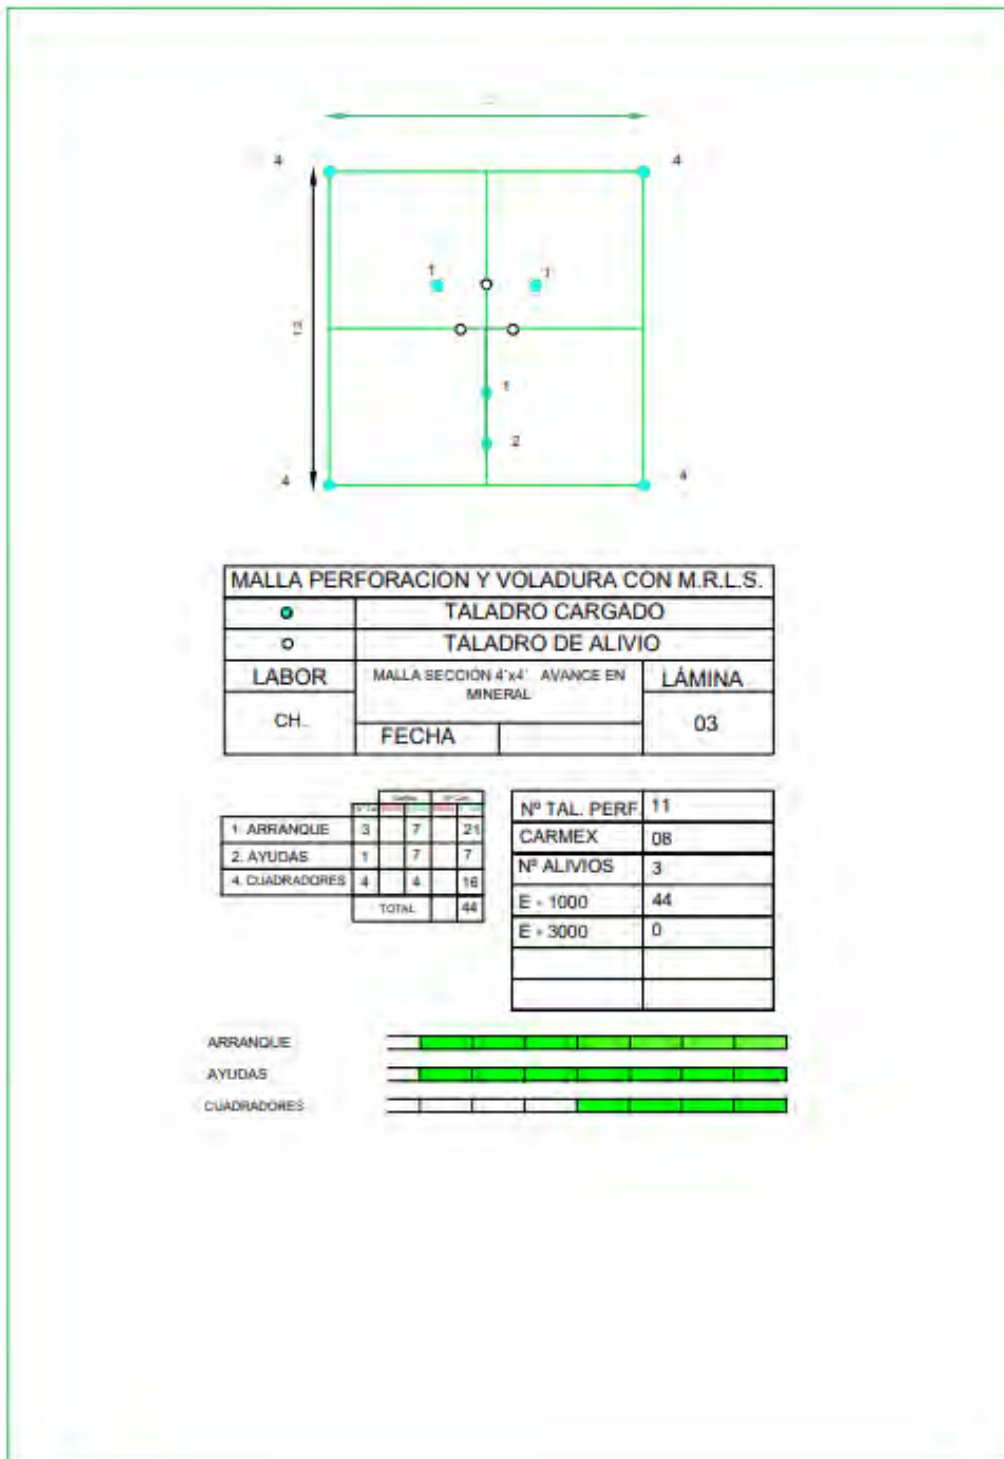 4 4
1 1
1
2
4 4
MALLA PERFORACION Y VOLADURA CON M.R.L.S.
TALADRO CARGADO
TALADRO DE ALIVIO
LABOR
MALLA SECCIÓN 4'x4' AVANCE EN MINERAL
LÁMINA
CH.
03
FECHA
1. ARRANQUE 3 7 21
2. AYUDAS 1 7 7
4. CUADRADORES 4 4 16
TOTAL 44
Nº TAL. PERF. 11
CARMEX 08
Nº ALIVIOS 3
E - 1000 44
E - 3000 0
ARRANQUE
AYUDAS
CUADRADORES